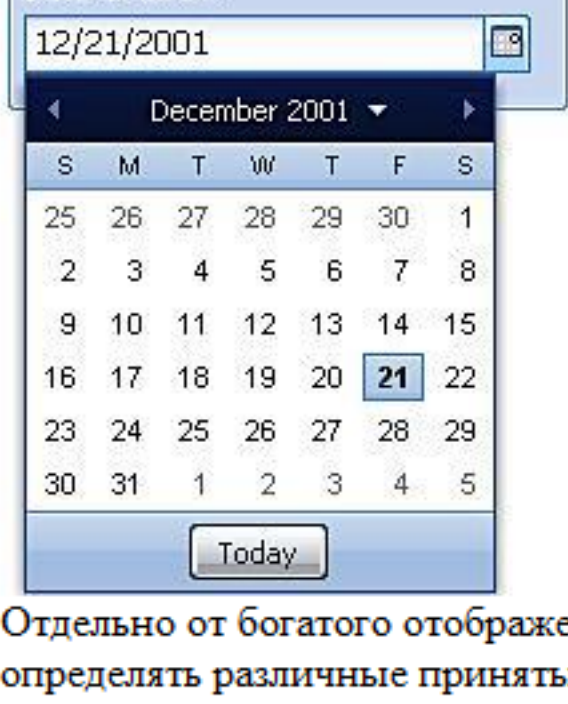 12/21/2001
December 2001
S M T W T F S
25 26 27 28 29 30 1
2 3 4 5 6 7 8
9 10 11 12 13 14 15
16 17 18 19 20 21 22
23 24 25 26 27 28 29
30 31 1 2 3 4 5
Today
Отдельно от богатого отображе
определять различные приняты